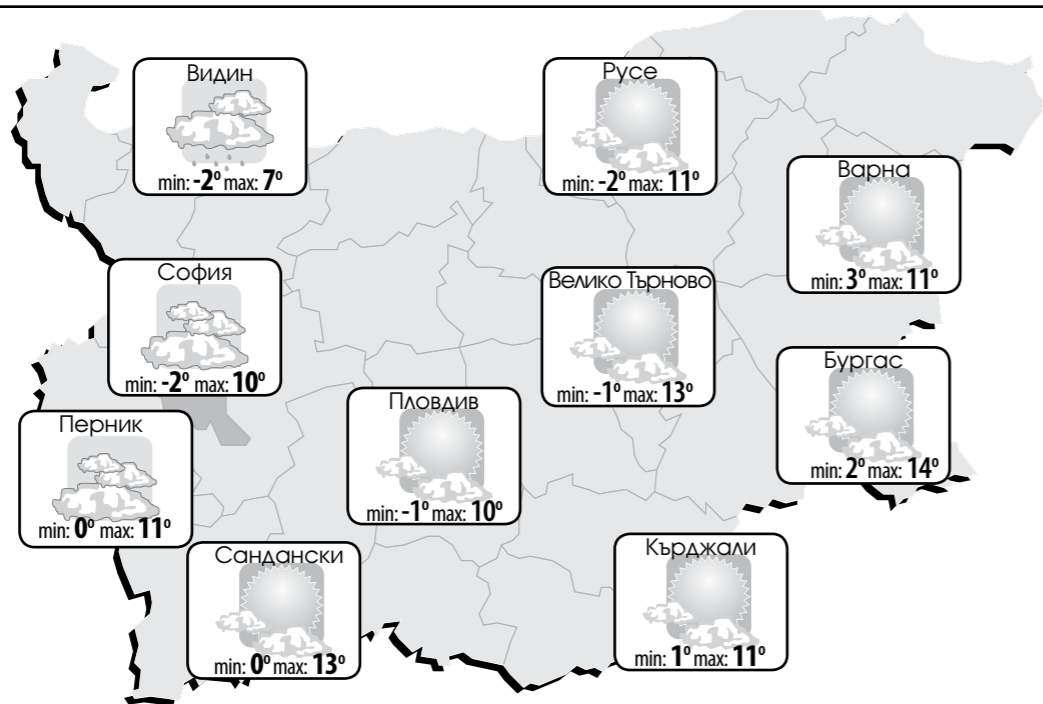 Видин
min: -2° max: 7°
Русе
min: -2° max: 11°
Варна
min: 3° max: 11°
София
min: -2° max: 10°
Велико Търново
min: -1° max: 13°
Бургас
min: 2° max: 14°
Пловдив
min: -1° max: 10°
Перник
min: 0° max: 11°
Сандански
min: 0° max: 13°
Кърджали
min: 1° max: 11°